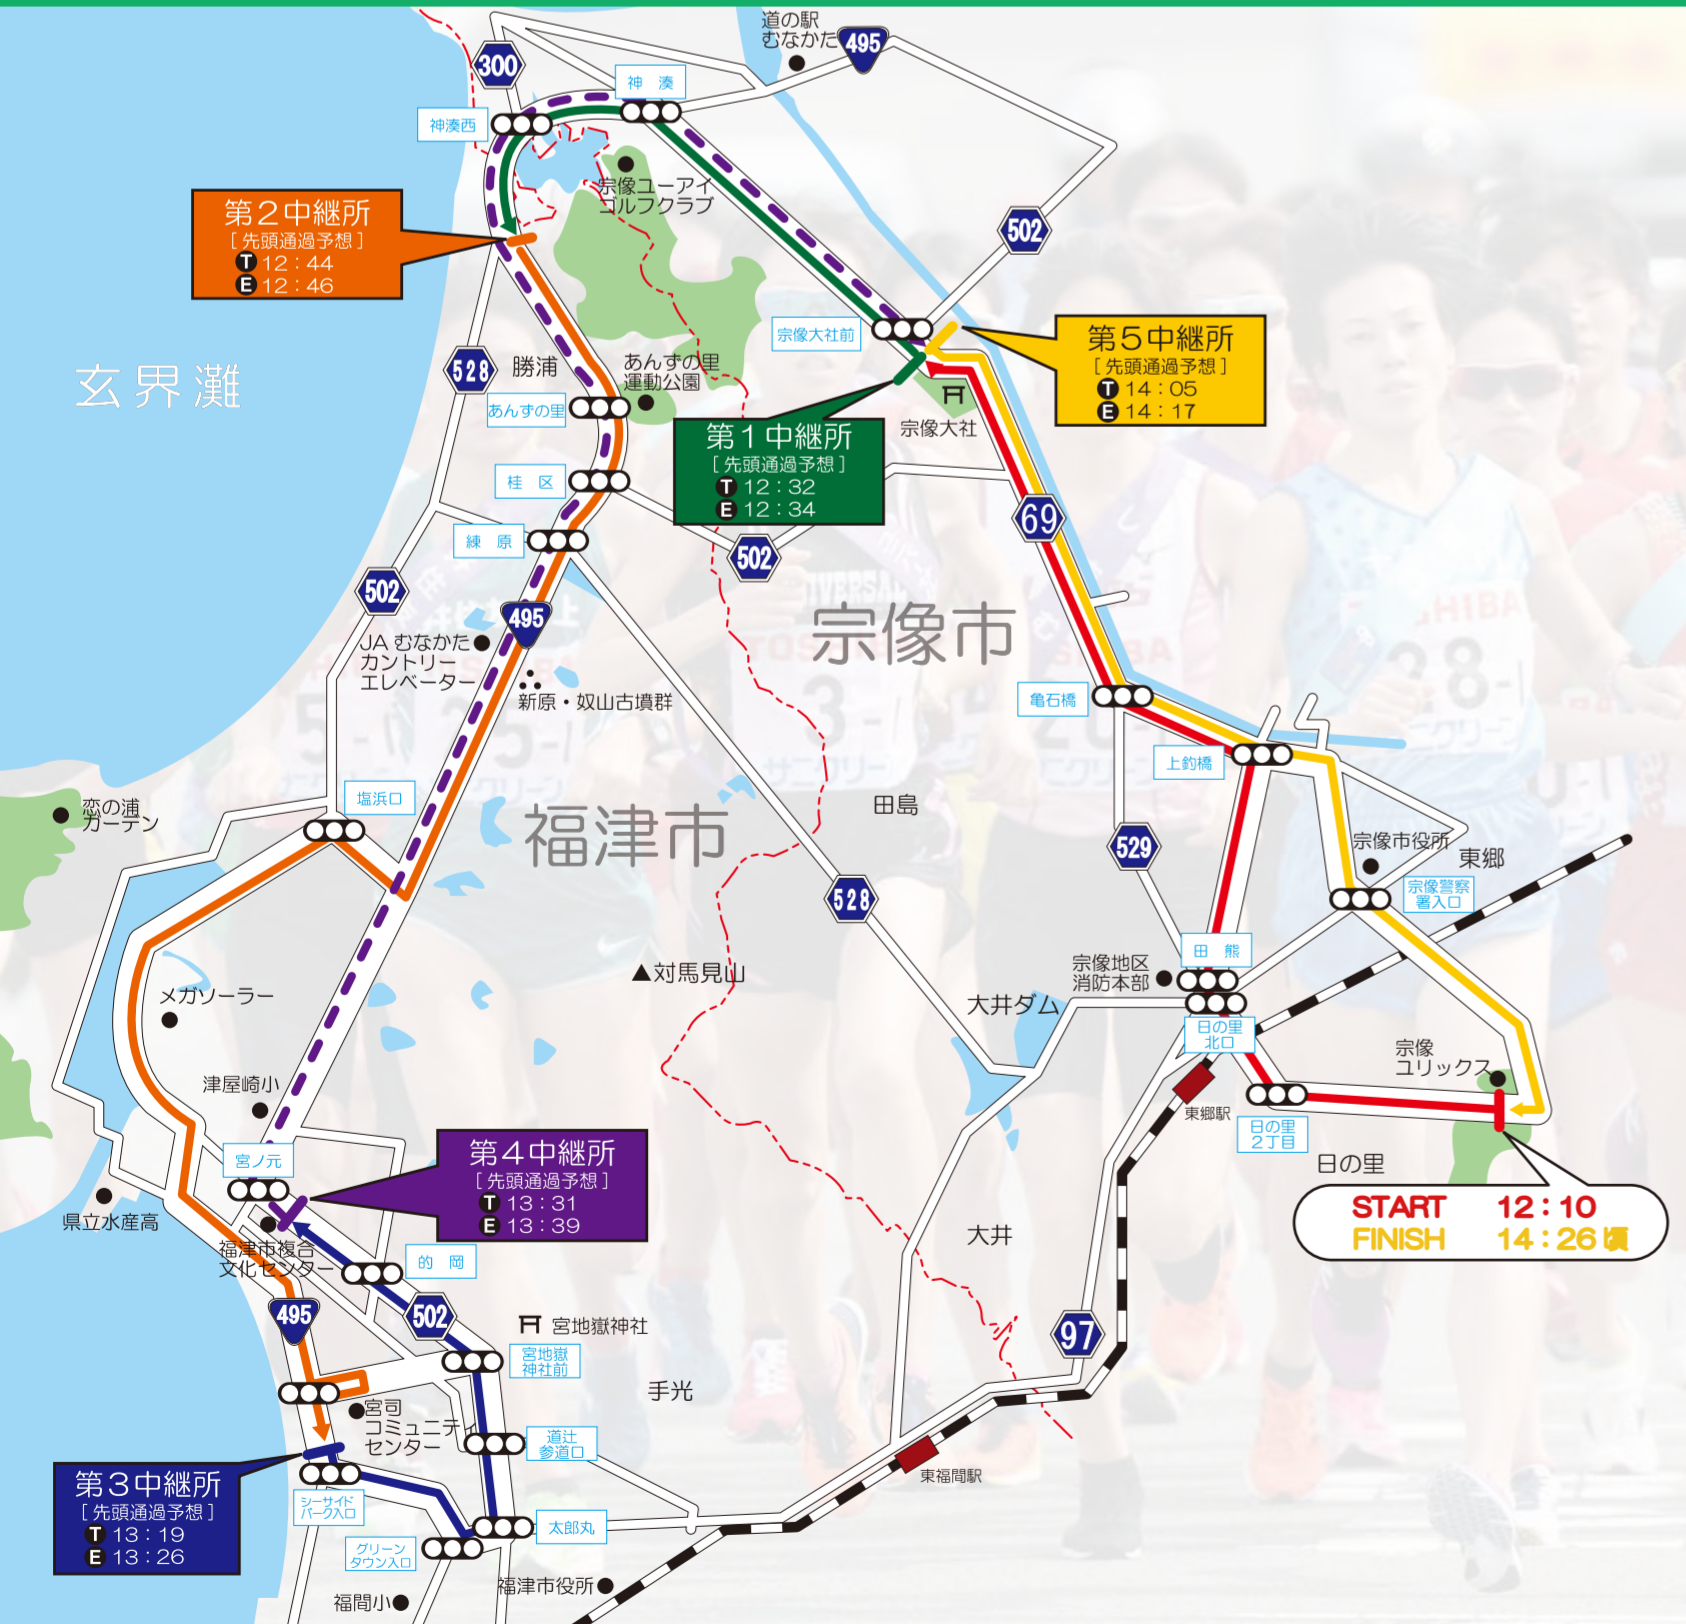 道の駅
むなかた
495
300
神 湊
神湊西
宗像ユーアイ
ゴルフクラブ
第2中継所
[ 先頭通過予想 ]
T 12:44
E 12:46
502
宗像大社前
第5中継所
[ 先頭通過予想 ]
T 14:05
E 14:17
玄界灘
528
勝浦
あんずの里
運動公園
あんずの里
宗像大社
第1中継所
[ 先頭通過予想 ]
T 12:32
E 12:34
桂 区
練 原
69
502
502
495
JA むなかた
カントリー
エレベーター
新原・奴山古墳群
宗像市
亀石橋
上釣橋
塩浜口
恋の浦
ガーデン
福津市
田島
529
宗像市役所
東郷
宗像警察
署入口
528
田 熊
宗像地区
消防本部
▲対馬見山
メガソーラー
大井ダム
日の里
北口
宗像
ユリックス
津屋崎小
東郷駅
日の里
2丁目
日の里
宮ノ元
第4中継所
[ 先頭通過予想 ]
T 13:31
E 13:39
START 12:10
FINISH 14:26頃
県立水産高
福津市複合
文化センター
的 岡
大井
495
502
宮地嶽神社
宮地嶽
神社前
97
手光
宮司
コミュニティ
センター
道辻
参道口
東福間駅
第3中継所
[ 先頭通過予想 ]
T 13:19
E 13:26
シーサイド
パーク入口
太郎丸
グリーン
タウン入口
福津市役所
福間小